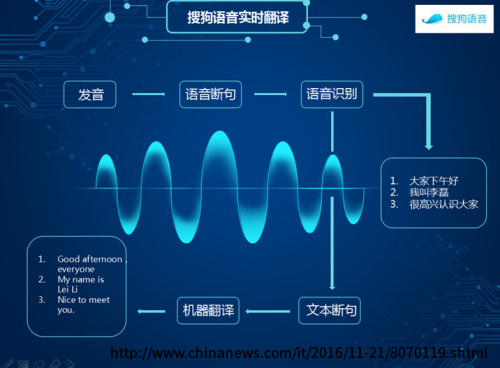 搜狗语音实时翻译
搜狗语音
发音
语音断句
语音识别
1. 大家下午好
2. 我叫李磊
3. 很高兴认识大家
1. Good afternoon,
everyone
2. My name is
Lei Li
3. Nice to meet
you.
机器翻译
文本断句
http://www.chinanews.com/it/2016/11-21/8070119.shtml